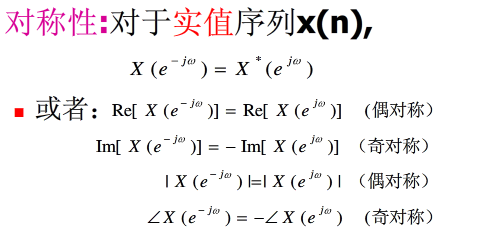 对称性:对于实值序列x(n),
X (e^{-jω}) = X^*(e^{jω})
▪ 或者：Re[ X (e^{-jω})] = Re[ X (e^{jω})] (偶对称)
Im[ X (e^{-jω})] = − Im[ X (e^{jω})] （奇对称）
| X (e^{-jω}) |=| X (e^{jω}) | （偶对称）
∠X (e^{-jω}) = −∠X (e^{jω}) (奇对称)